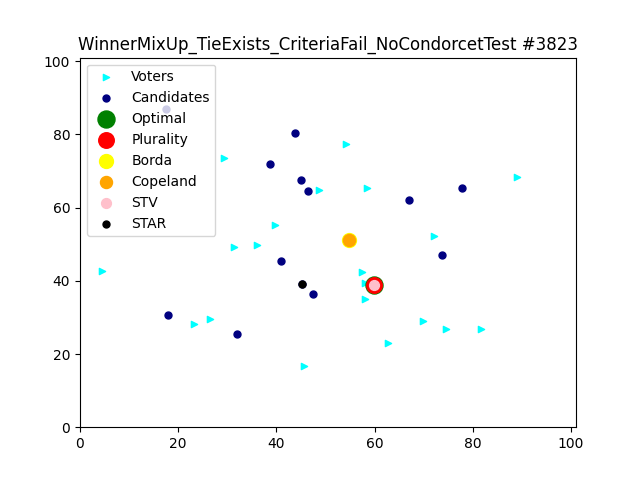 WinnerMixUp_TieExists_CriteriaFail_NoCondorcetTest #3823
100
80
60
40
20
0
Voters
Candidates
Optimal
Plurality
Borda
Copeland
STV
STAR
0 20 40 60 80 100